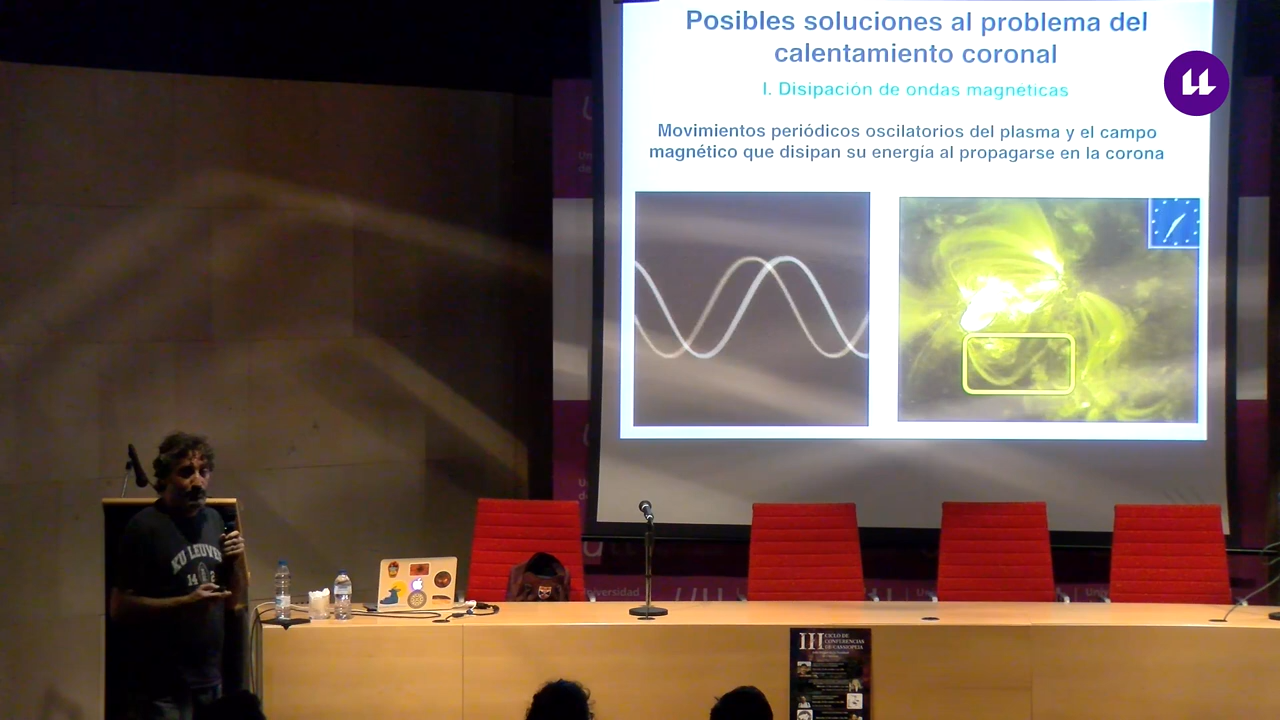 Posibles soluciones al problema del
calentamiento coronal
I. Disipación de ondas magnéticas
Movimientos periódicos oscilatorios del plasma y el campo
magnético que disipan su energía al propagarse en la corona
KU LEUVEN
14
III CICLO DE
CONFERENCIAS
DE CASSIOPEIA